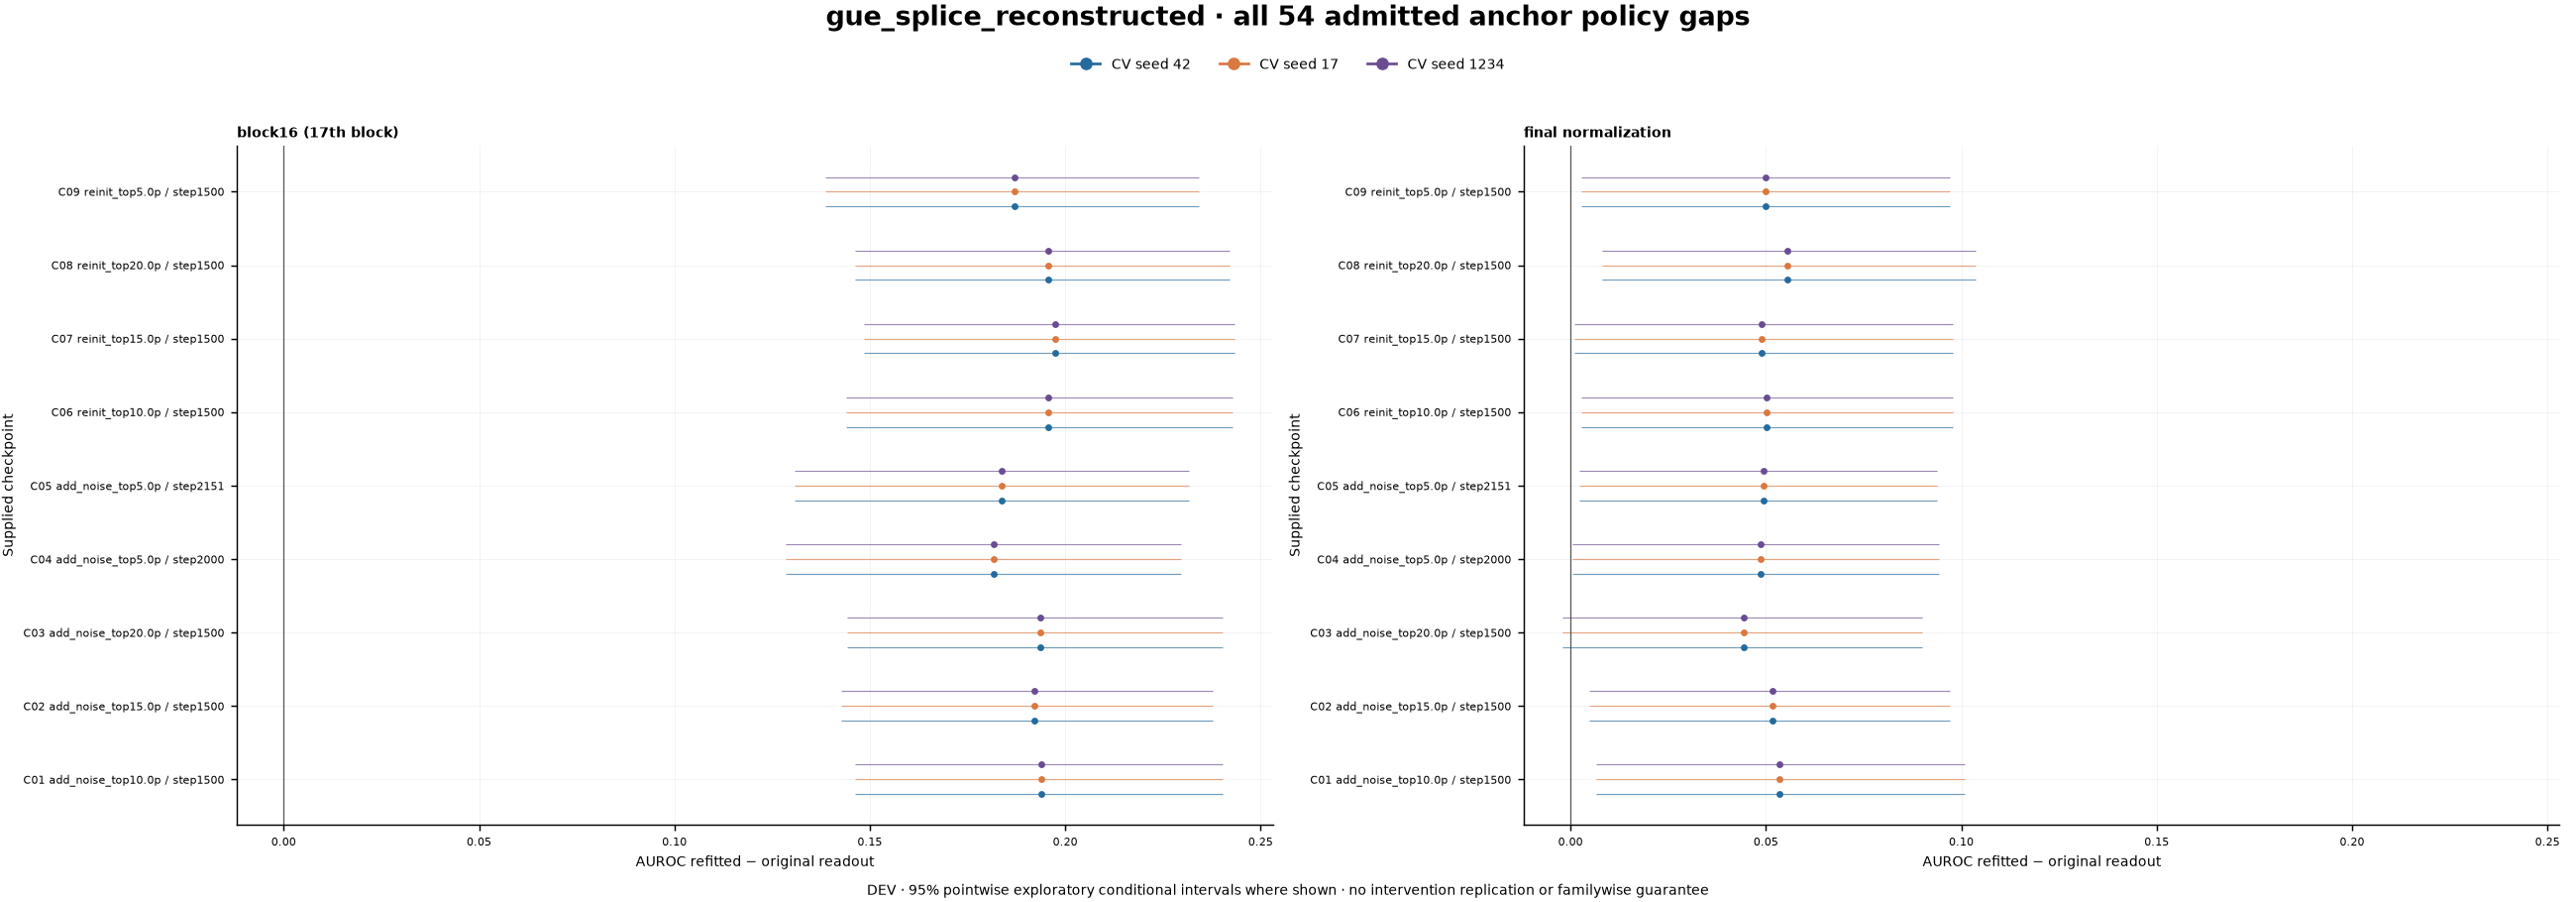 gue_splice_reconstructed · all 54 admitted anchor policy gaps
CV seed 42
CV seed 17
CV seed 1234
block16 (17th block)
Supplied checkpoint
C09 reinit_top5.0p / step1500
C08 reinit_top20.0p / step1500
C07 reinit_top15.0p / step1500
C06 reinit_top10.0p / step1500
C05 add_noise_top5.0p / step2151
C04 add_noise_top5.0p / step2000
C03 add_noise_top20.0p / step1500
C02 add_noise_top15.0p / step1500
C01 add_noise_top10.0p / step1500
0.00 0.05 0.10 0.15 0.20 0.25
AUROC refitted − original readout
final normalization
Supplied checkpoint
C09 reinit_top5.0p / step1500
C08 reinit_top20.0p / step1500
C07 reinit_top15.0p / step1500
C06 reinit_top10.0p / step1500
C05 add_noise_top5.0p / step2151
C04 add_noise_top5.0p / step2000
C03 add_noise_top20.0p / step1500
C02 add_noise_top15.0p / step1500
C01 add_noise_top10.0p / step1500
0.00 0.05 0.10 0.15 0.20 0.25
AUROC refitted − original readout
DEV · 95% pointwise exploratory conditional intervals where shown · no intervention replication or familywise guarantee